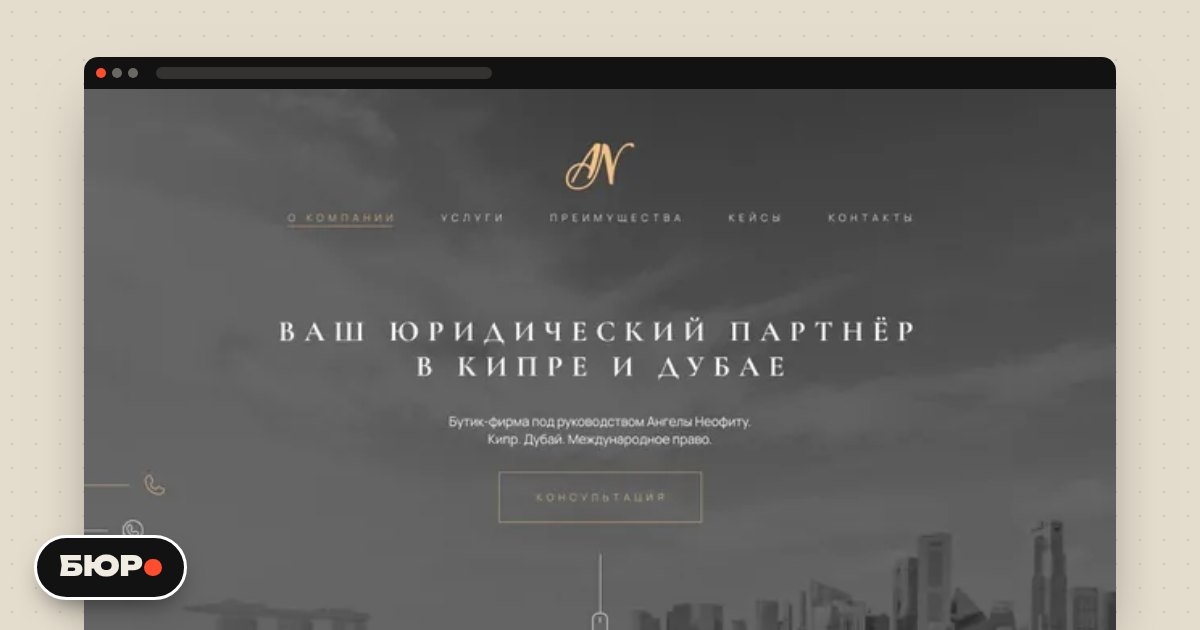 AN
О КОМПАНИИ УСЛУГИ ПРЕИМУЩЕСТВА КЕЙСЫ КОНТАКТЫ
ВАШ ЮРИДИЧЕСКИЙ ПАРТНЁР
В КИПРЕ И ДУБАЕ
Бутик-фирма под руководством Ангелы Неофиту.
Кипр. Дубай. Международное право.
КОНСУЛЬТАЦИЯ
БЮРО